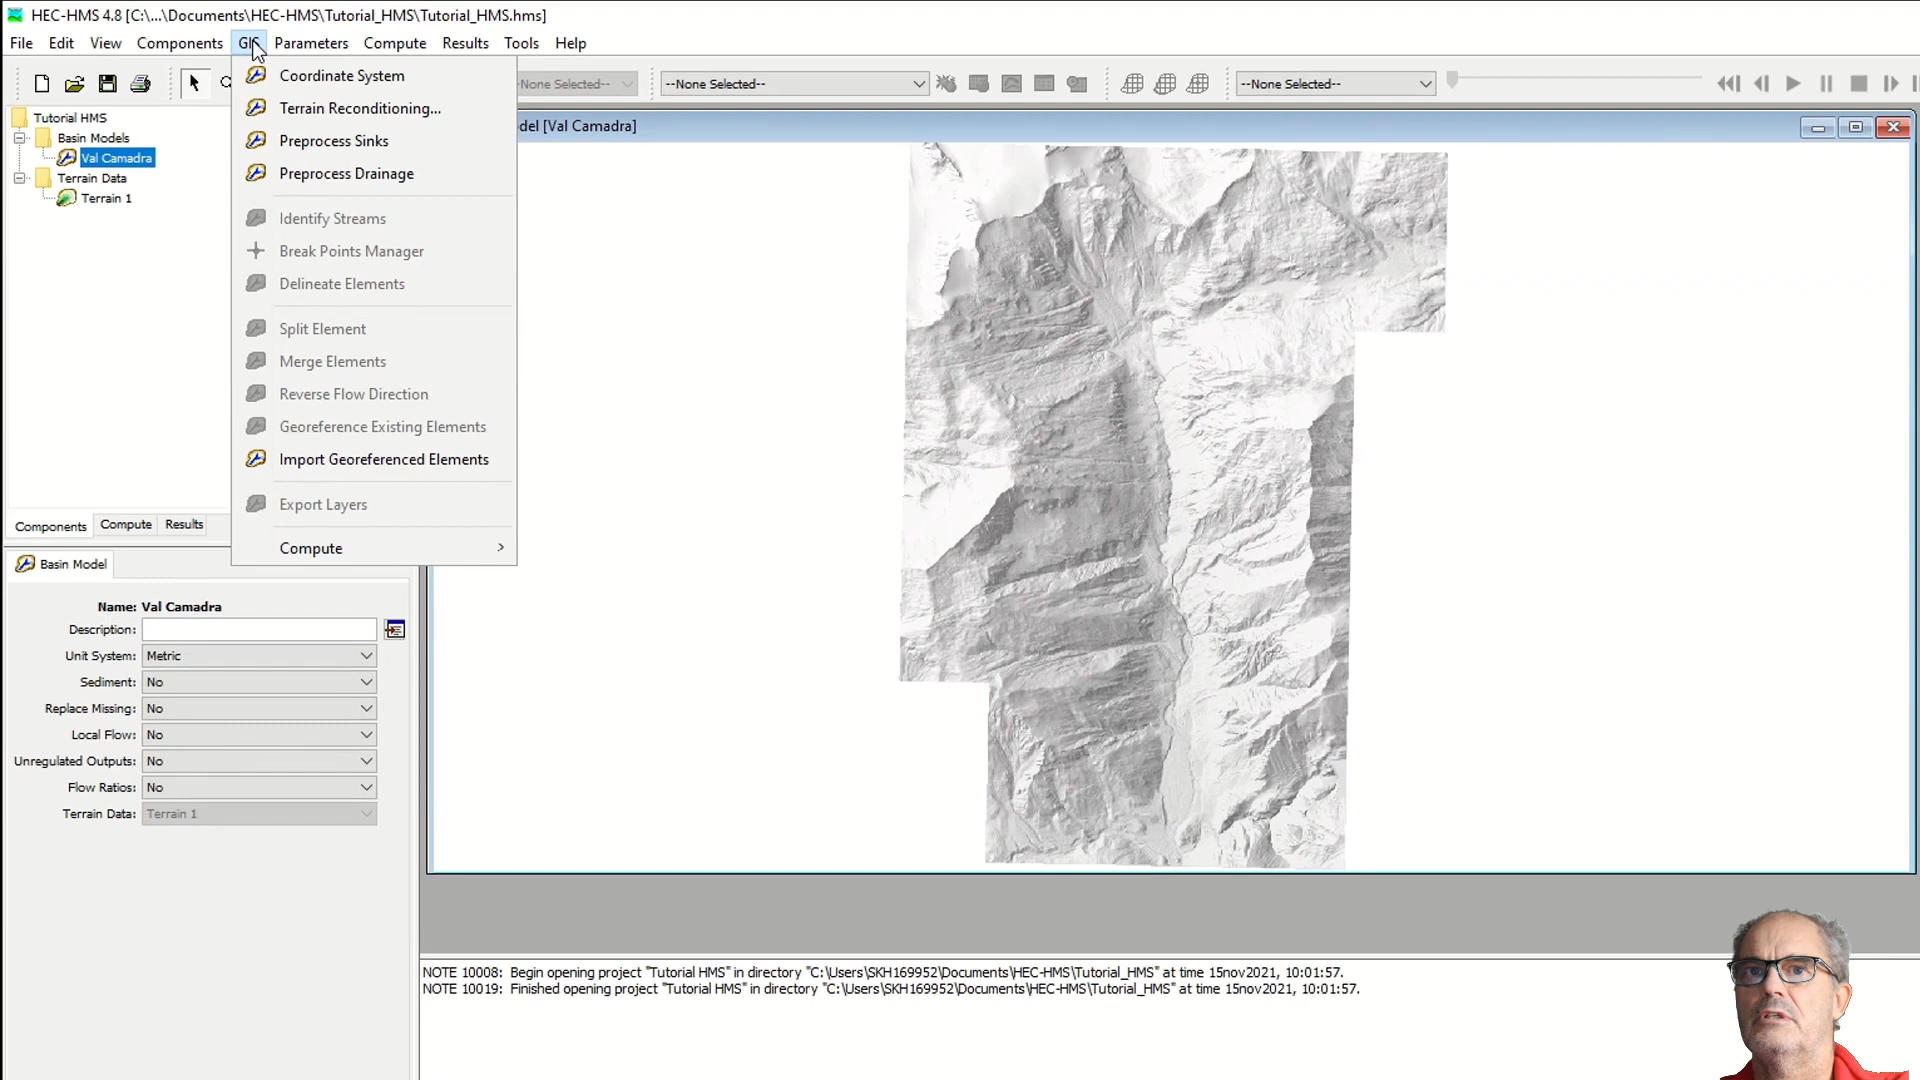 HEC-HMS 4.8 [C:\...\Documents\HEC-HMS\Tutorial_HMS\Tutorial_HMS.hms]
File Edit View Components GIS Parameters Compute Results Tools Help
--None Selected-- --None Selected--
None Selected--
Tutorial HMS
Basin Models
Val Camadra
Terrain Data
Terrain 1
Coordinate System
Terrain Reconditioning...
Preprocess Sinks
Preprocess Drainage
Identify Streams
Break Points Manager
Delineate Elements
Split Element
Merge Elements
Reverse Flow Direction
Georeference Existing Elements
Import Georeferenced Elements
Export Layers
Compute >
del [Val Camadra]
Components Compute Results
Basin Model
Name: Val Camadra
Description:
Unit System: Metric
Sediment: No
Replace Missing: No
Local Flow: No
Unregulated Outputs: No
Flow Ratios: No
Terrain Data: Terrain 1
NOTE 10008: Begin opening project "Tutorial HMS" in directory "C:\Users\SKH169952\Documents\HEC-HMS\Tutorial_HMS" at time 15nov2021, 10:01:57.
NOTE 10019: Finished opening project "Tutorial HMS" in directory "C:\Users\SKH169952\Documents\HEC-HMS\Tutorial_HMS" at time 15nov2021, 10:01:57.